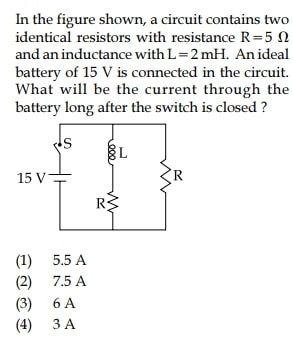 In the figure shown, a circuit contains two
identical resistors with resistance R=5 Ω
and an inductance with L=2 mH. An ideal
battery of 15 V is connected in the circuit.
What will be the current through the
battery long after the switch is closed ?
S
L
15 V
R
R
(1) 5.5 A
(2) 7.5 A
(3) 6 A
(4) 3 A